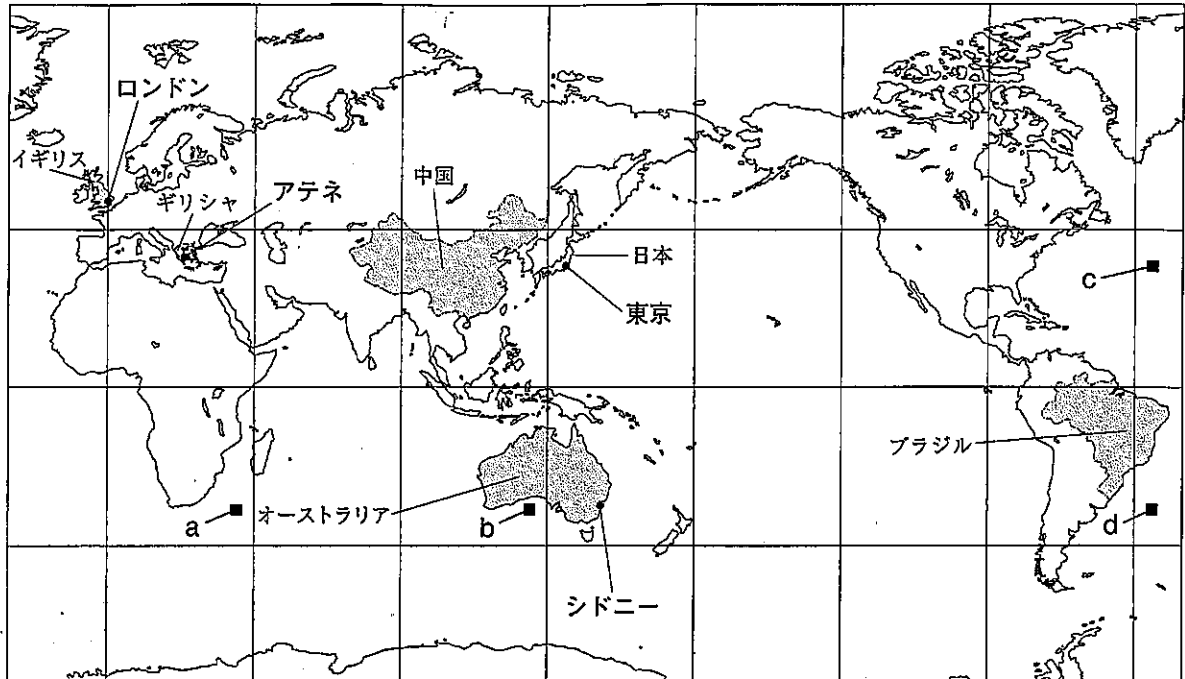 ロンドン
イギリス
ギリシャ
アテネ
中国
日本
東京
c
ブラジル
a
オーストラリア
b
d
シドニー